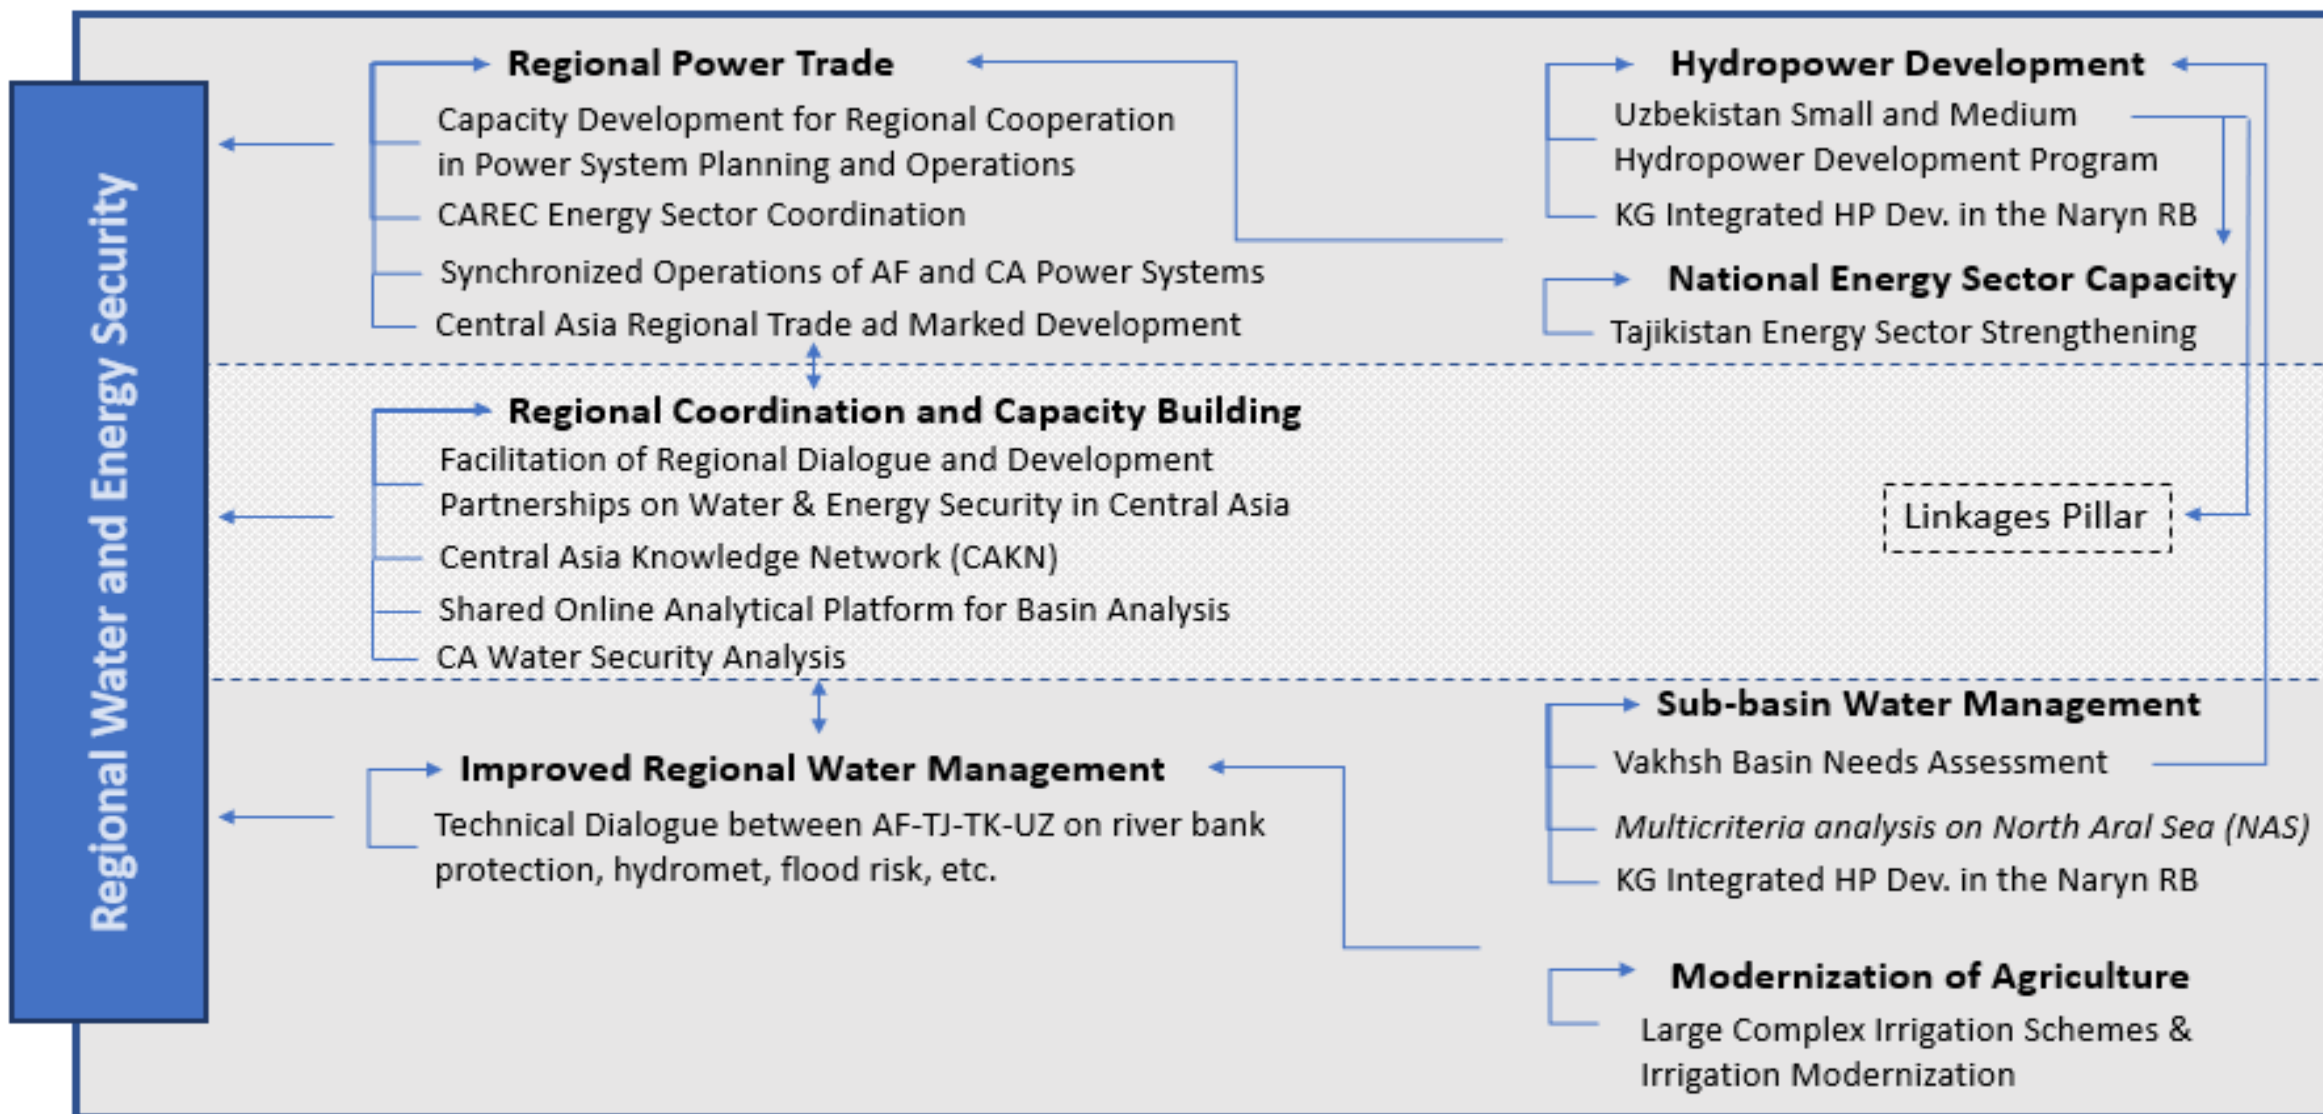 Regional Water and Energy Security
Regional Power Trade
Capacity Development for Regional Cooperation
in Power System Planning and Operations
CAREC Energy Sector Coordination
Synchronized Operations of AF and CA Power Systems
Central Asia Regional Trade ad Marked Development
Hydropower Development
Uzbekistan Small and Medium
Hydropower Development Program
KG Integrated HP Dev. in the Naryn RB
National Energy Sector Capacity
Tajikistan Energy Sector Strengthening
Regional Coordination and Capacity Building
Facilitation of Regional Dialogue and Development
Partnerships on Water & Energy Security in Central Asia
Central Asia Knowledge Network (CAKN)
Shared Online Analytical Platform for Basin Analysis
CA Water Security Analysis
Linkages Pillar
Improved Regional Water Management
Technical Dialogue between AF-TJ-TK-UZ on river bank
protection, hydromet, flood risk, etc.
Sub-basin Water Management
Vakhsh Basin Needs Assessment
Multicriteria analysis on North Aral Sea (NAS)
KG Integrated HP Dev. in the Naryn RB
Modernization of Agriculture
Large Complex Irrigation Schemes &
Irrigation Modernization